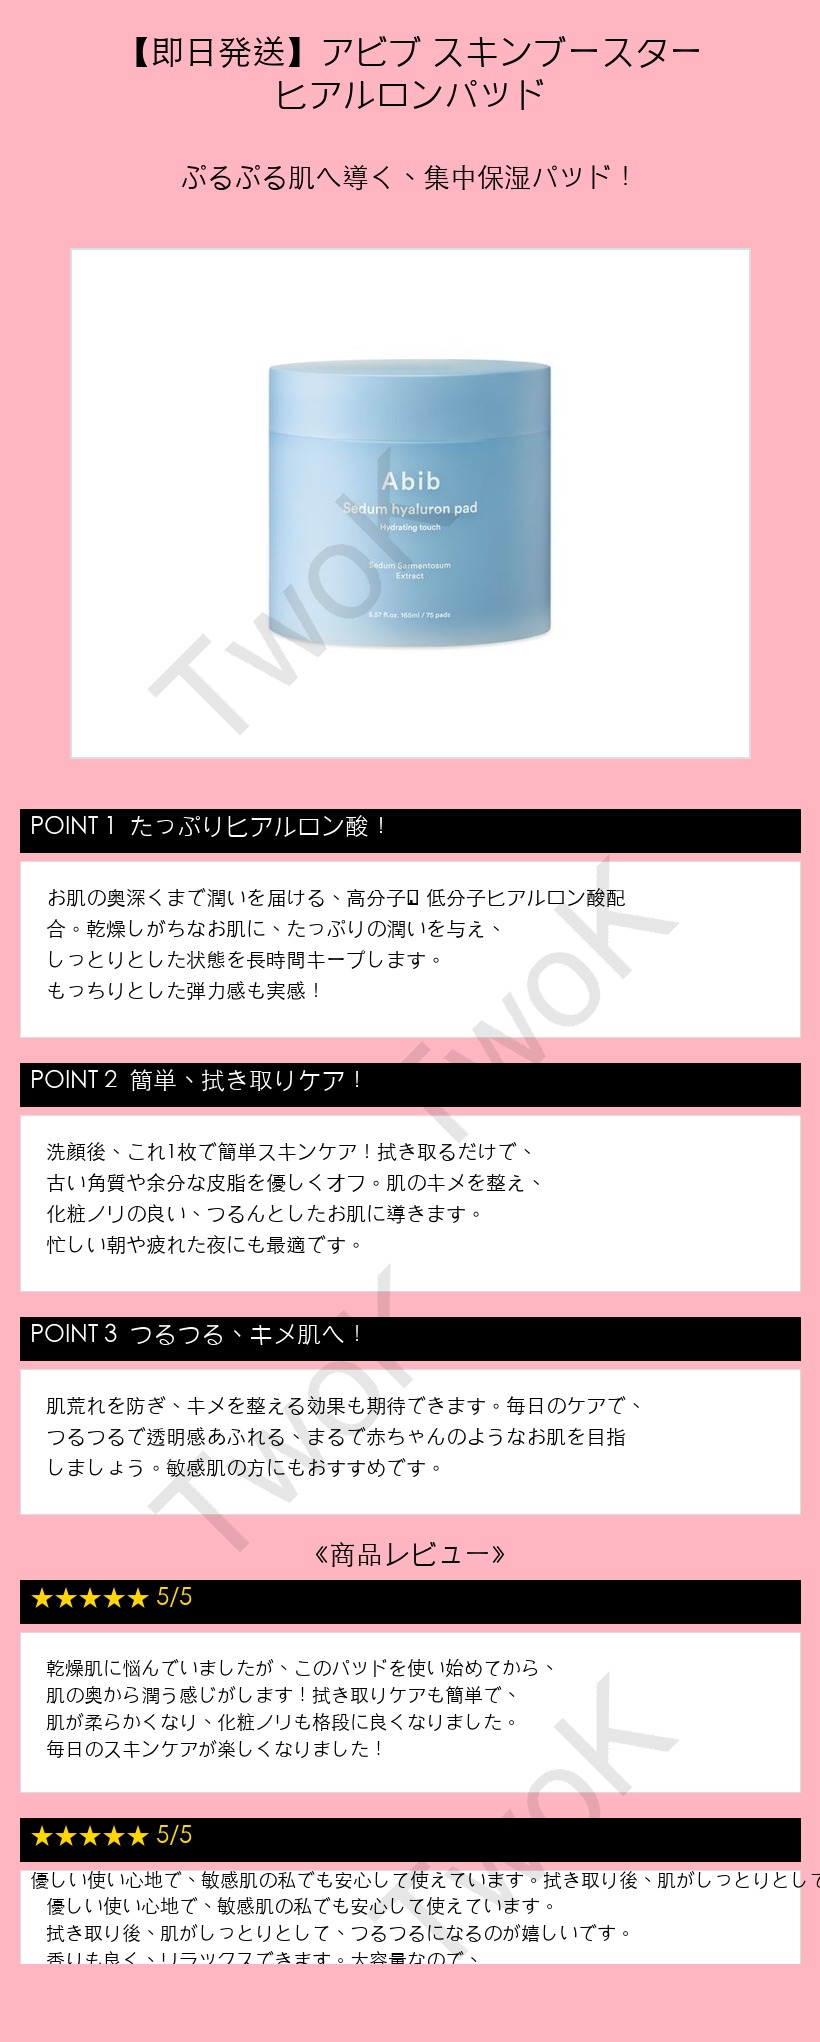 【即日発送】アビブ スキンブースター
ヒアルロンパッド
ぷるぷる肌へ導く、集中保湿パッド！
Abib
Sedum hyaluron pad
Hydrating touch
Sedum Sarmentosum
Extract
5.57 fl.oz. 165ml / 75 pads
TwoK
POINT 1 たっぷりヒアルロン酸！
お肌の奥深くまで潤いを届ける、高分子 低分子ヒアルロン酸配
合。乾燥しがちなお肌に、たっぷりの潤いを与え、
しっとりとした状態を長時間キープします。
もっちりとした弾力感も実感！
TwoK
POINT 2 簡単、拭き取りケア！
洗顔後、これ1枚で簡単スキンケア！拭き取るだけで、
古い角質や余分な皮脂を優しくオフ。肌のキメを整え、
化粧ノリの良い、つるんとしたお肌に導きます。
忙しい朝や疲れた夜にも最適です。
POINT 3 つるつる、キメ肌へ！
肌荒れを防ぎ、キメを整える効果も期待できます。毎日のケアで、
つるつるで透明感あふれる、まるで赤ちゃんのようなお肌を目指
しましょう。敏感肌の方にもおすすめです。
TwoK
《商品レビュー》
★★★★★ 5/5
乾燥肌に悩んでいましたが、このパッドを使い始めてから、
肌の奥から潤う感じがします！拭き取りケアも簡単で、
肌が柔らかくなり、化粧ノリも格段に良くなりました。
毎日のスキンケアが楽しくなりました！
TwoK
★★★★★ 5/5
優しい使い心地で、敏感肌の私でも安心して使えています。拭き取り後、肌がしっとりとして
優しい使い心地で、敏感肌の私でも安心して使えています。
拭き取り後、肌がしっとりとして、つるつるになるのが嬉しいです。
香りも良く、リラックスできます。大容量なので、